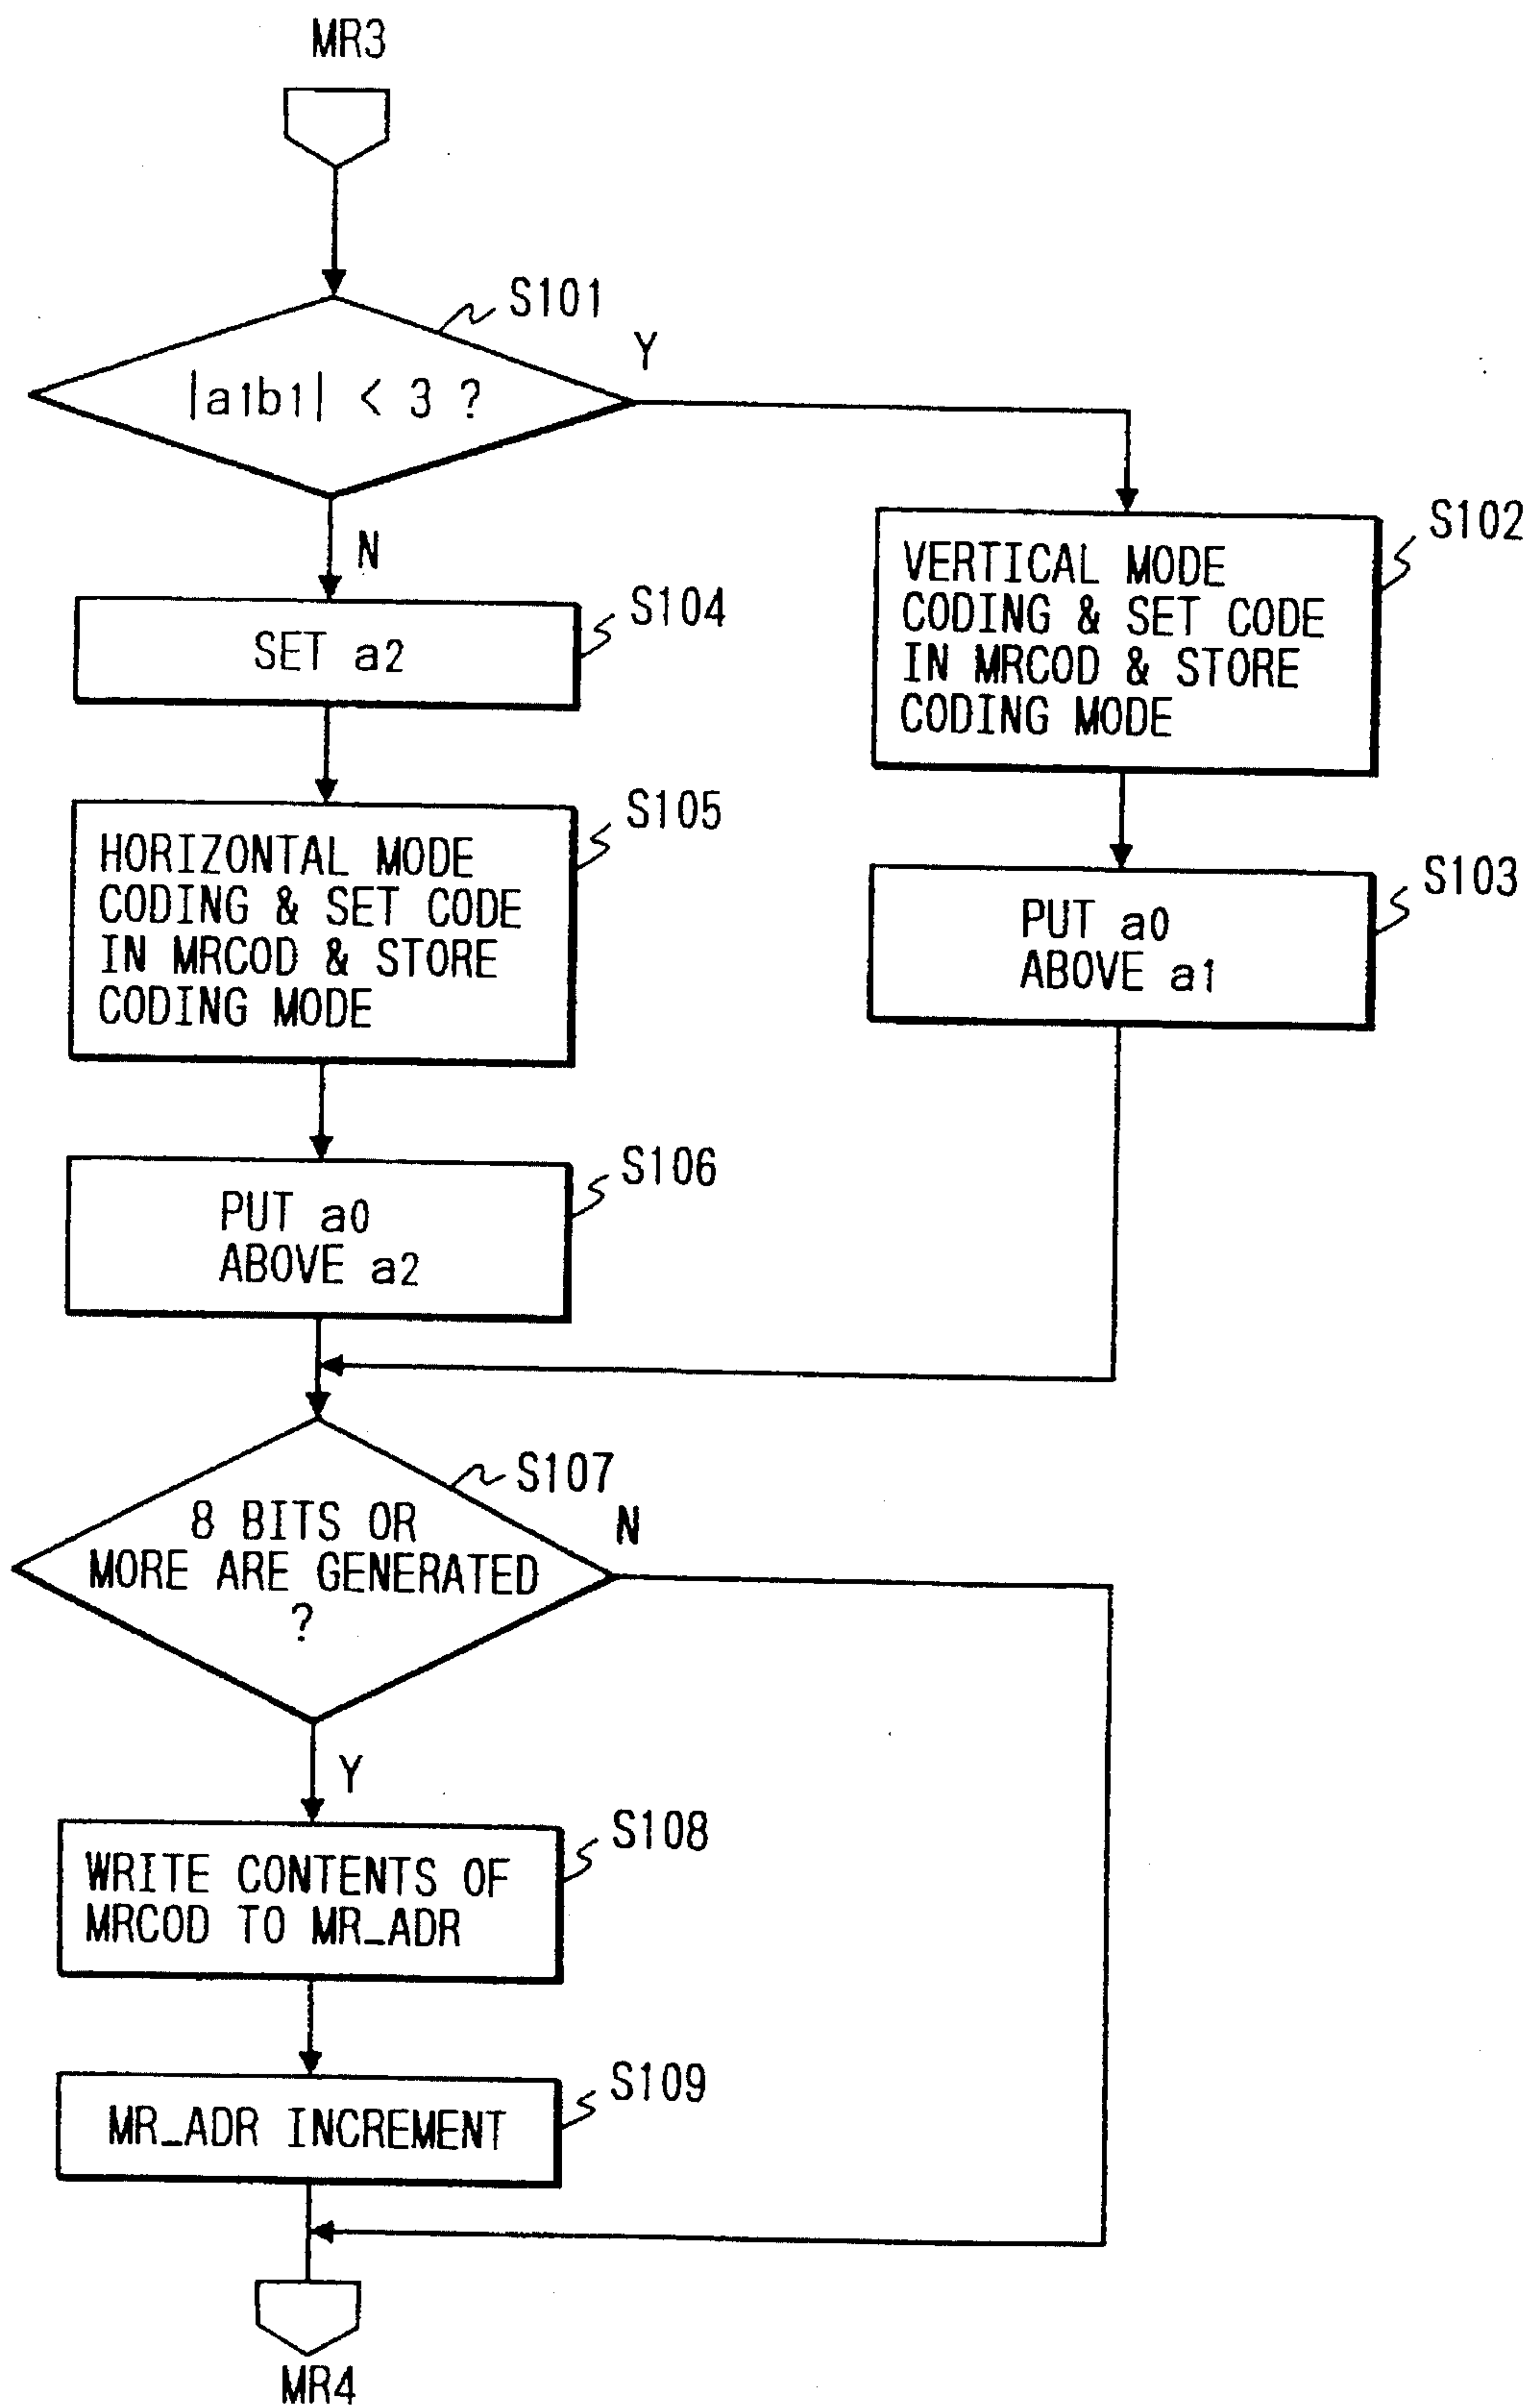 MR3
S101
Y
|a1b1| < 3 ?
N
S102
VERTICAL MODE
CODING & SET CODE
IN MRCOD & STORE
CODING MODE
S104
SET a2
S105
HORIZONTAL MODE
CODING & SET CODE
IN MRCOD & STORE
CODING MODE
S103
PUT a0
ABOVE a1
S106
PUT a0
ABOVE a2
S107
N
8 BITS OR
MORE ARE GENERATED
?
Y
S108
WRITE CONTENTS OF
MRCOD TO MR_ADR
S109
MR_ADR INCREMENT
MR4